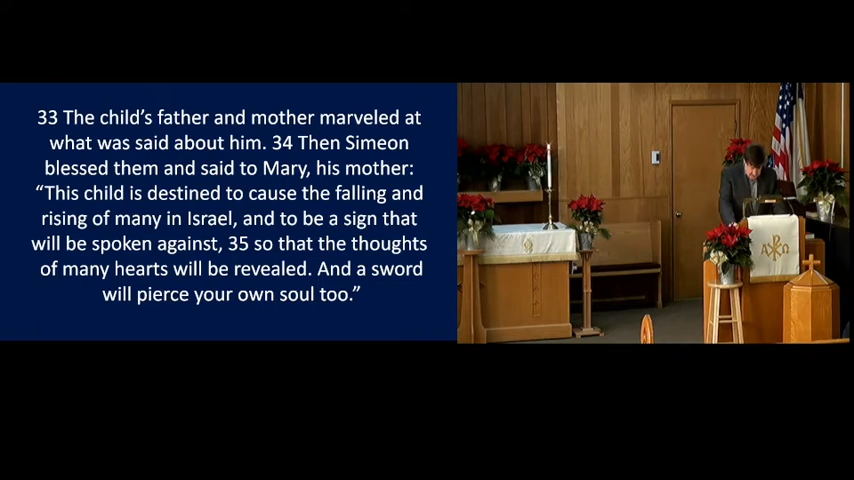 33 The child’s father and mother marveled at
what was said about him. 34 Then Simeon
blessed them and said to Mary, his mother:
“This child is destined to cause the falling and
rising of many in Israel, and to be a sign that
will be spoken against, 35 so that the thoughts
of many hearts will be revealed. And a sword
will pierce your own soul too.”
ΑΩ